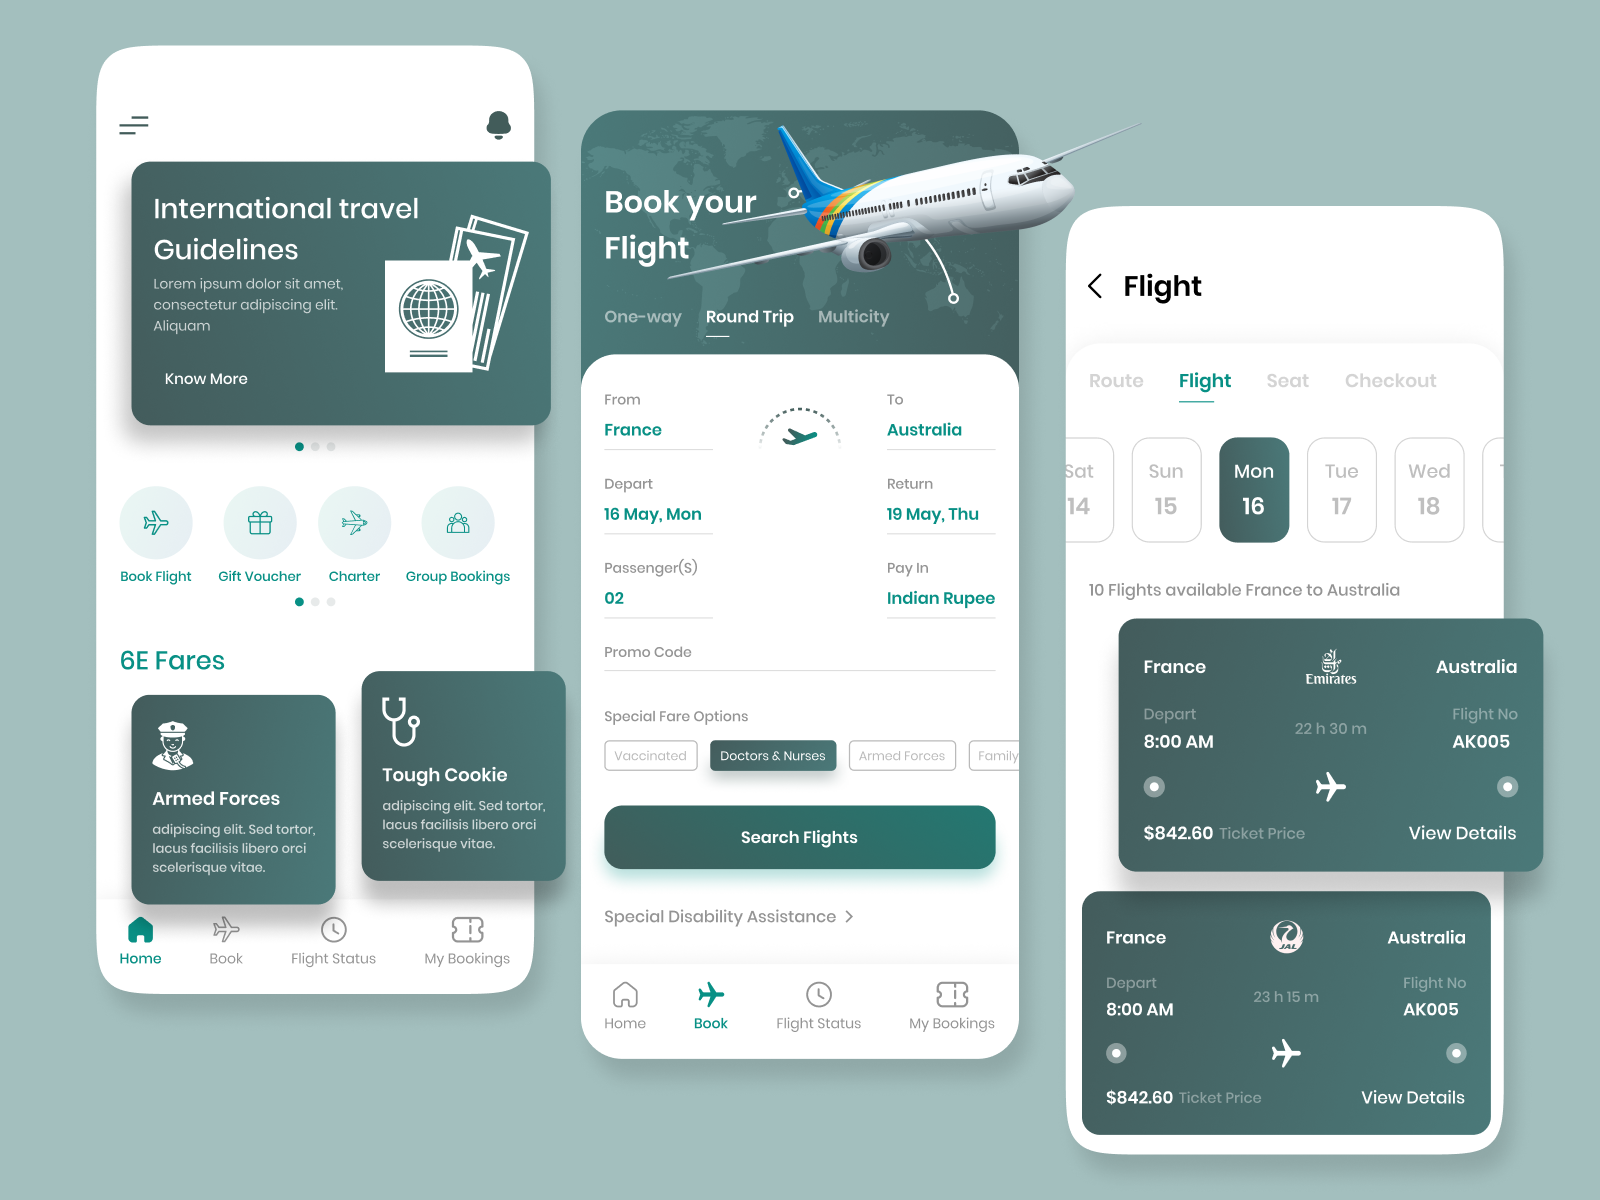 International travel
Guidelines
Lorem ipsum dolor sit amet,
consectetur adipiscing elit.
Aliquam
Know More
Book Flight
Gift Voucher
Charter
Group Bookings
6E Fares
Armed Forces
adipiscing elit. Sed tortor,
lacus facilisis libero orci
scelerisque vitae.
Tough Cookie
adipiscing elit. Sed tortor,
lacus facilisis libero orci
scelerisque vitae.
Home
Book
Flight Status
My Bookings
Book your
Flight
One-way
Round Trip
Multicity
From
France
To
Australia
Depart
16 May, Mon
Return
19 May, Thu
Passenger(S)
02
Pay In
Indian Rupee
Promo Code
Special Fare Options
Vaccinated
Doctors & Nurses
Armed Forces
Family
Search Flights
Special Disability Assistance
Home
Book
Flight Status
My Bookings
Flight
Route
Flight
Seat
Checkout
Sat
14
Sun
15
Mon
16
Tue
17
Wed
18
10 Flights available France to Australia
France
Emirates
Australia
Depart
8:00 AM
22 h 30 m
Flight No
AK005
$842.60 Ticket Price
View Details
France
JAL
Australia
Depart
8:00 AM
23 h 15 m
Flight No
AK005
$842.60 Ticket Price
View Details